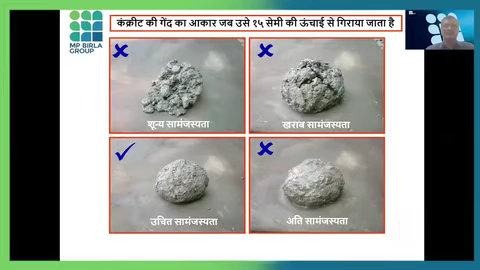 MP BIRLA
GROUP
कंक्रीट की गेंद का आकार जब उसे १५ सेमी की ऊंचाई से गिराया जाता है
शून्य सामंजस्यता
खराब सामंजस्यता
उचित सामंजस्यता
अति सामंजस्यता